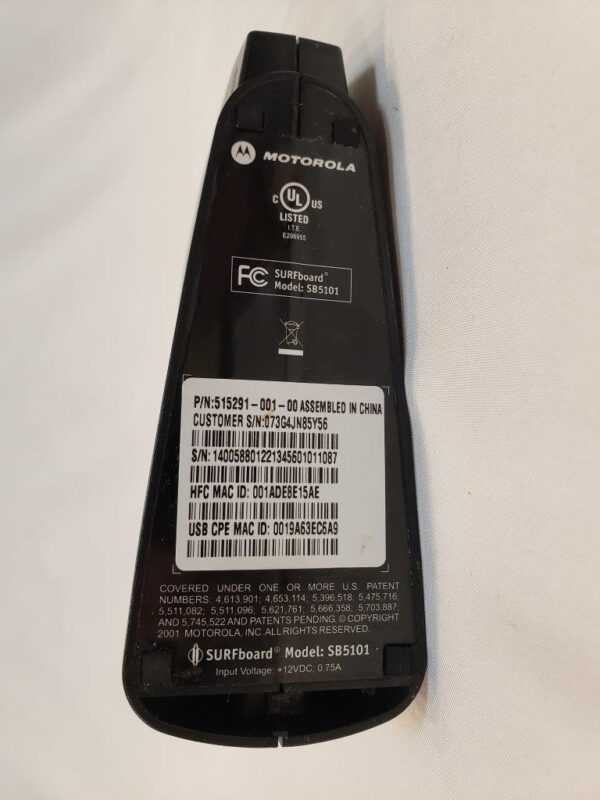 MOTOROLA
C UL US
LISTED
I.T.E.
E206955
FC SURFboard®
Model: SB5101
P/N:515291-001-00 ASSEMBLED IN CHINA
CUSTOMER S/N:073G4JN85Y56
S/N: 140058801221345601011087
HFC MAC ID: 001ADE8E15AE
USB CPE MAC ID: 0019A63EC6A9
COVERED UNDER ONE OR MORE U.S. PATENT
NUMBERS: 4,613,901; 4,653,114; 5,396,518; 5,475,716;
5,511,082; 5,511,096; 5,621,761; 5,666,358; 5,703,887;
AND 5,745,522 AND PATENTS PENDING. © COPYRIGHT
2001 MOTOROLA, INC. ALL RIGHTS RESERVED.
SURFboard® Model: SB5101
Input Voltage: +12VDC; 0.75A